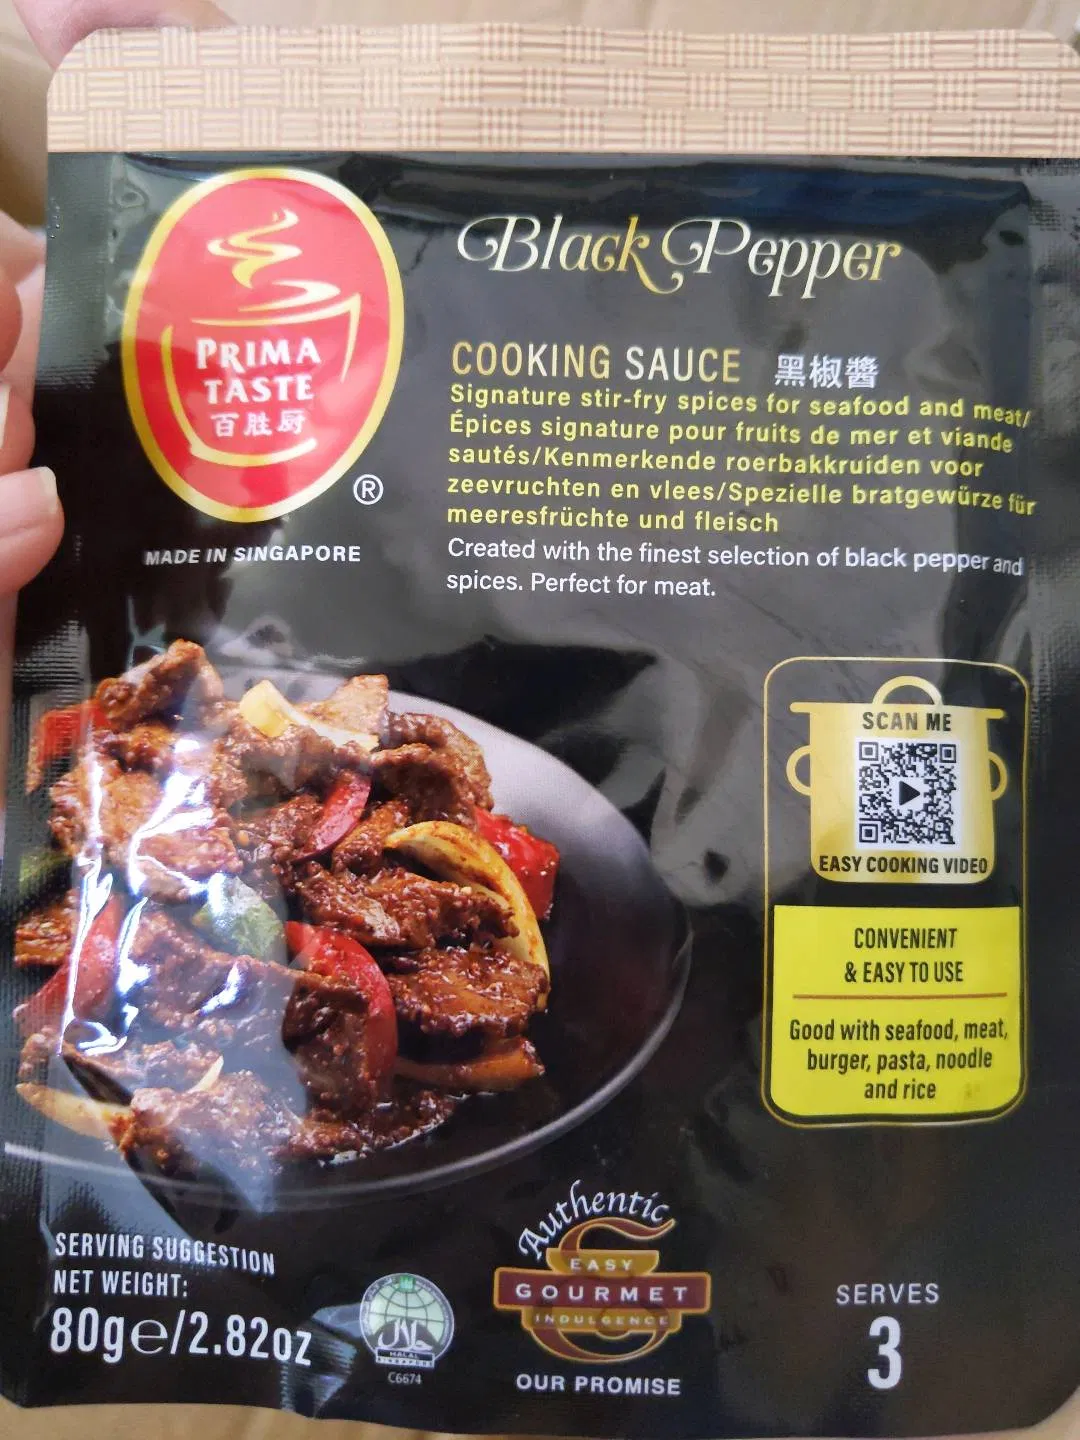 PRIMA
TASTE
百胜厨
®
MADE IN SINGAPORE
Black Pepper
COOKING SAUCE 黑椒醬
Signature stir-fry spices for seafood and meat/
Épices signature pour fruits de mer et viande
sautés/Kenmerkende roerbakkruiden voor
zeevruchten en vlees/Spezielle bratgewürze für
meeresfrüchte und fleisch
Created with the finest selection of black pepper and
spices. Perfect for meat.
SCAN ME
EASY COOKING VIDEO
CONVENIENT
& EASY TO USE
Good with seafood, meat,
burger, pasta, noodle
and rice
SERVING SUGGESTION
NET WEIGHT:
80g℮/2.82oz
حلال
HALAL
SINGAPORE
C6674
Authentic
EASY
GOURMET
INDULGENCE
OUR PROMISE
SERVES
3